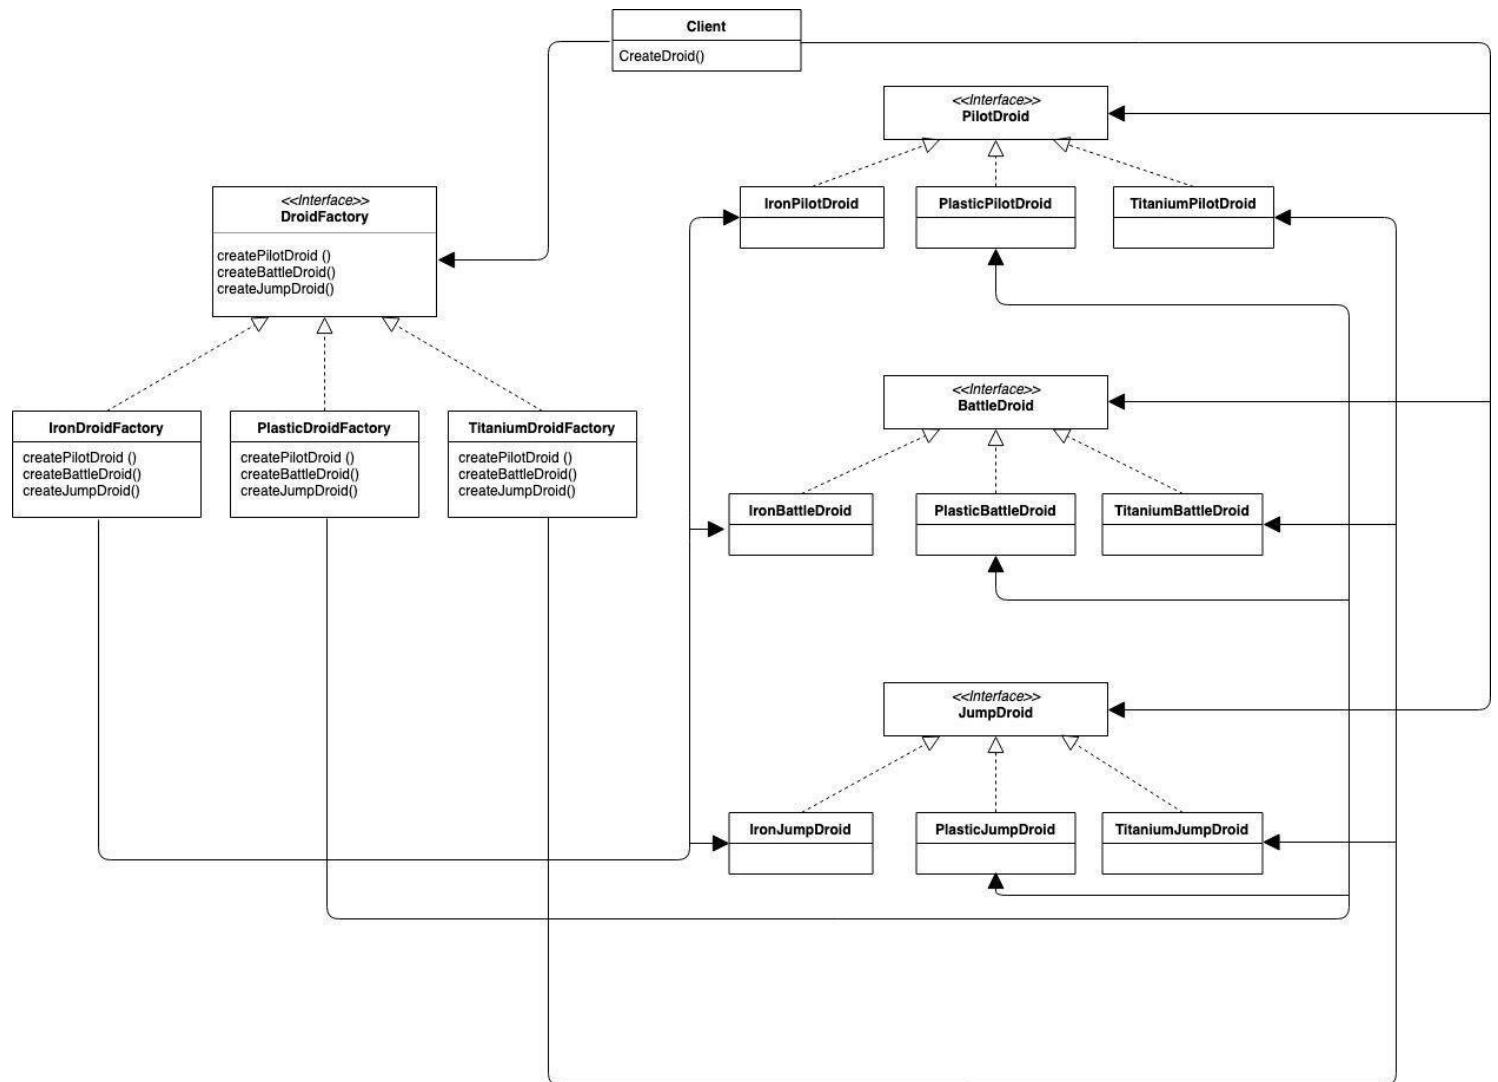 Client
CreateDroid()
<<Interface>>
PilotDroid
IronPilotDroid
PlasticPilotDroid
TitaniumPilotDroid
<<Interface>>
DroidFactory
createPilotDroid ()
createBattleDroid()
createJumpDroid()
IronDroidFactory
createPilotDroid ()
createBattleDroid()
createJumpDroid()
PlasticDroidFactory
createPilotDroid ()
createBattleDroid()
createJumpDroid()
TitaniumDroidFactory
createPilotDroid ()
createBattleDroid()
createJumpDroid()
<<Interface>>
BattleDroid
IronBattleDroid
PlasticBattleDroid
TitaniumBattleDroid
<<Interface>>
JumpDroid
IronJumpDroid
PlasticJumpDroid
TitaniumJumpDroid